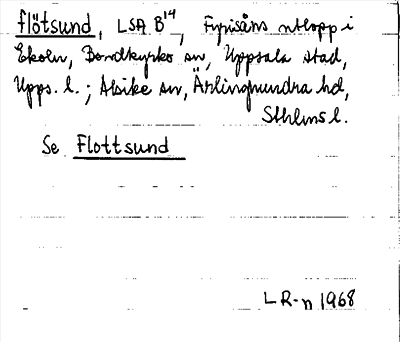 Flötsund, LSA B¹⁴, Fyrisåns utlopp i
Ekoln, Bondkyrko sn, Uppsala stad,
Upps. l.; Alsike sn, Ärlinghundra hd,
Sthlms l.
Se Flottsund
LR-n 1968